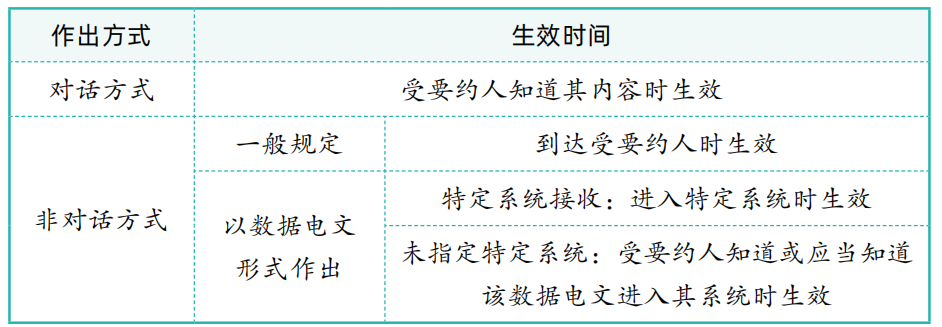 作出方式
生效时间
对话方式
受要约人知道其内容时生效
非对话方式
一般规定
到达受要约人时生效
以数据电文
形式作出
特定系统接收：进入特定系统时生效
未指定特定系统：受要约人知道或应当知道
该数据电文进入其系统时生效